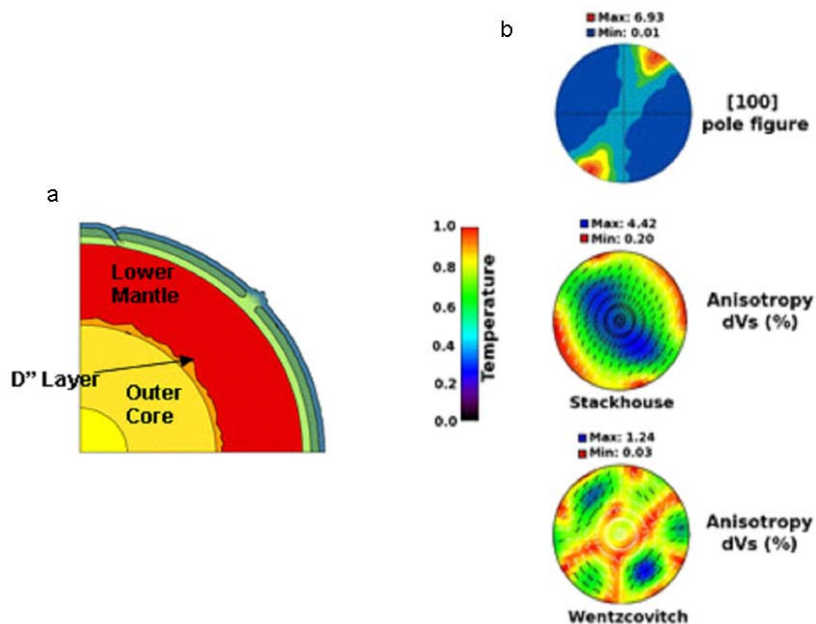 a
Lower
Mantle
D” Layer
Outer
Core
b
Max: 6.93
Min: 0.01
[100]
pole figure
1.0
0.8
0.6
0.4
0.2
0.0
Temperature
Max: 4.42
Min: 0.20
Anisotropy
dVs (%)
Stackhouse
Max: 1.24
Min: 0.03
Anisotropy
dVs (%)
Wentzcovitch